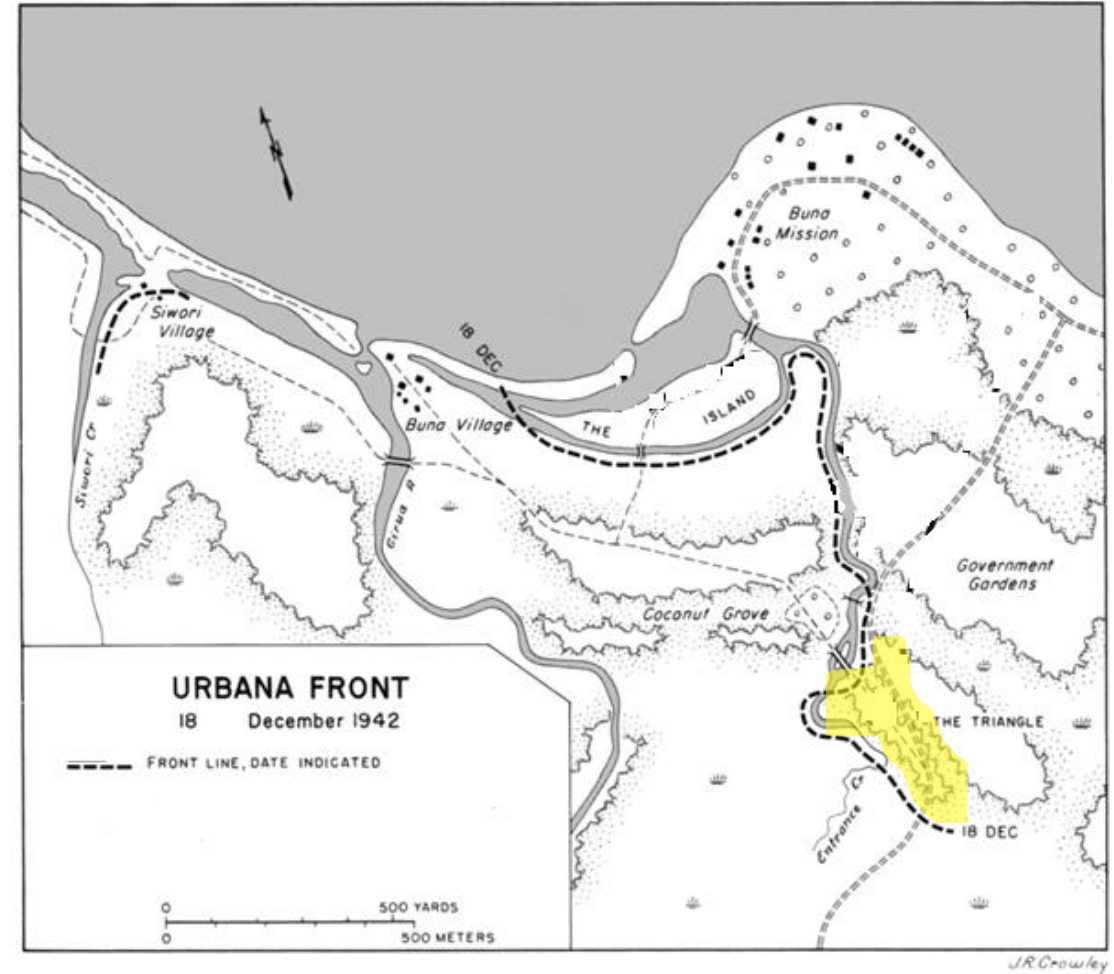 N
Buna
Mission
Siwori
Village
18 DEC
THE ISLAND
Buna Village
Siwori Cr
Girua R
Government
Gardens
Coconut Grove
THE TRIANGLE
Entrance Cr
18 DEC
URBANA FRONT
18 December 1942
FRONT LINE, DATE INDICATED
0 500 YARDS
0 500 METERS
J.R.Crowley